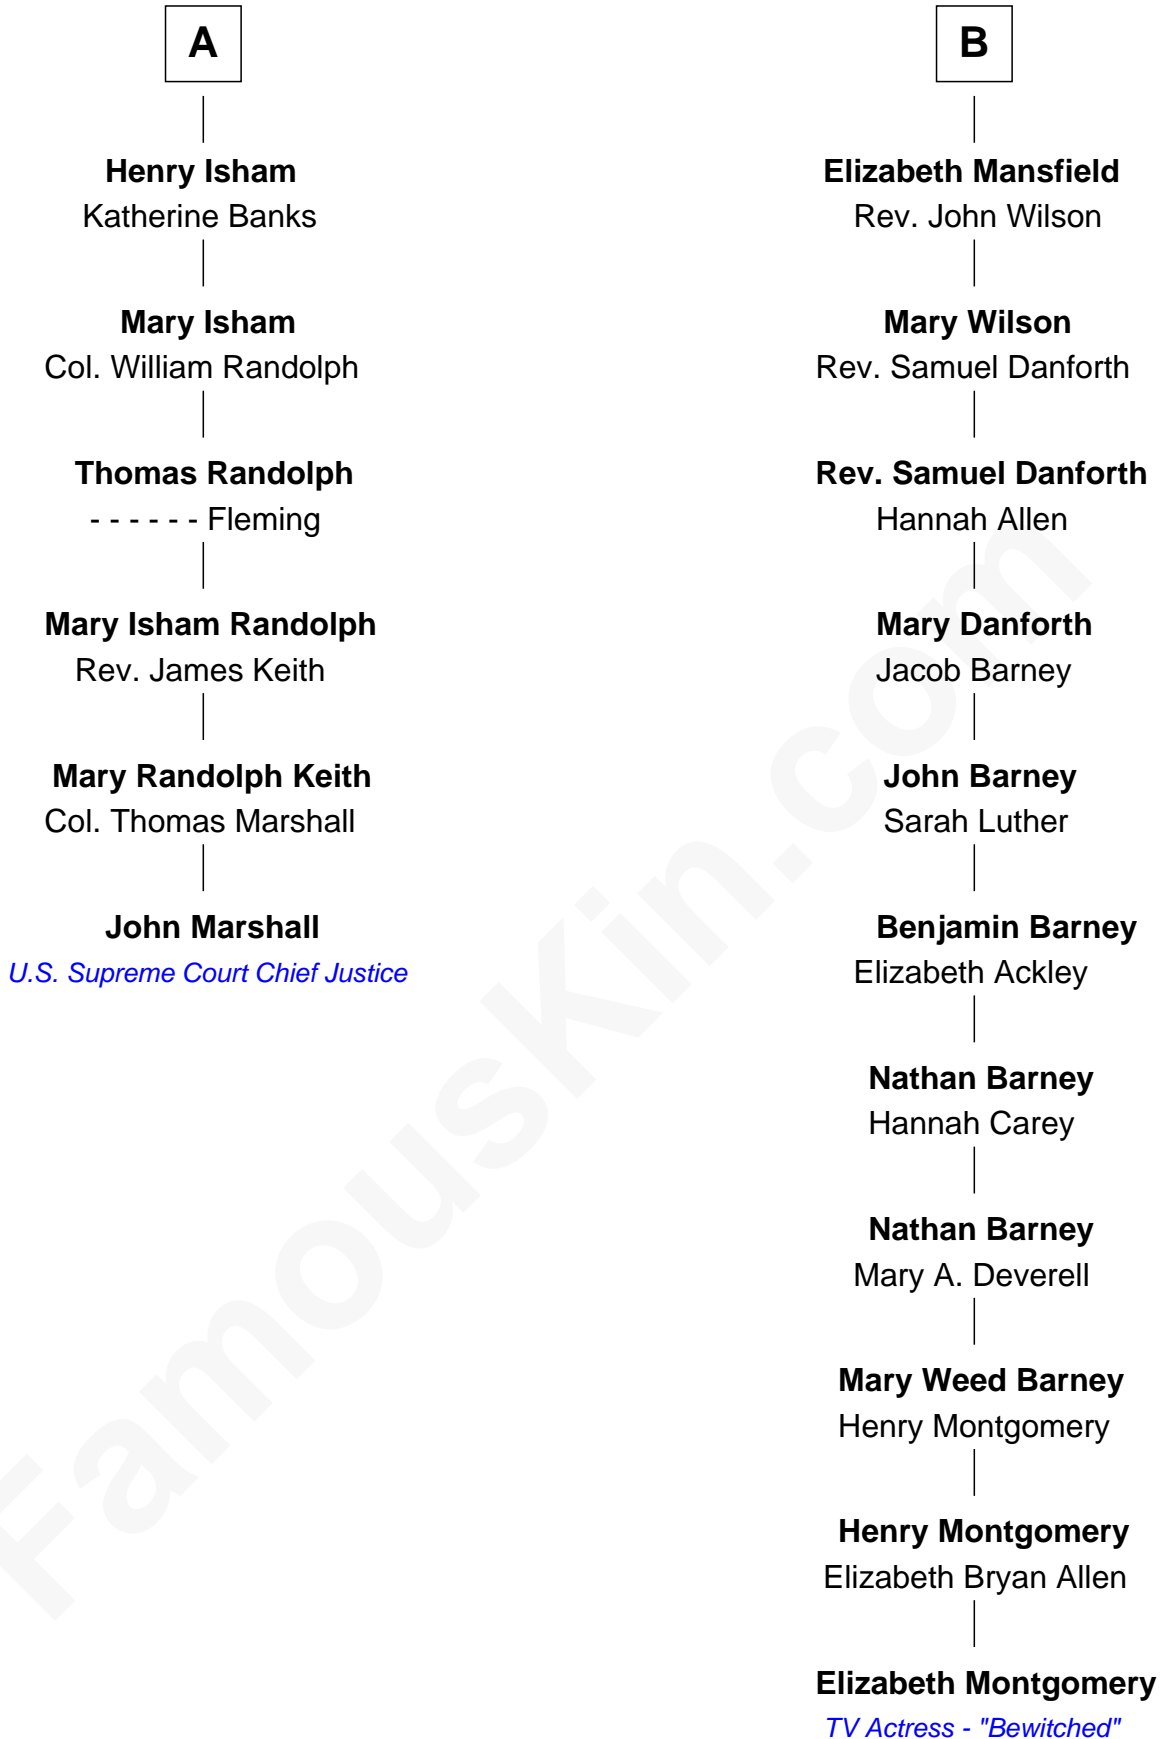 A
Henry Isham
Katherine Banks
Mary Isham
Col. William Randolph
Thomas Randolph
- - - - - - Fleming
Mary Isham Randolph
Rev. James Keith
Mary Randolph Keith
Col. Thomas Marshall
John Marshall
U.S. Supreme Court Chief Justice
B
Elizabeth Mansfield
Rev. John Wilson
Mary Wilson
Rev. Samuel Danforth
Rev. Samuel Danforth
Hannah Allen
Mary Danforth
Jacob Barney
John Barney
Sarah Luther
Benjamin Barney
Elizabeth Ackley
Nathan Barney
Hannah Carey
Nathan Barney
Mary A. Deverell
Mary Weed Barney
Henry Montgomery
Henry Montgomery
Elizabeth Bryan Allen
Elizabeth Montgomery
TV Actress - "Bewitched"
FamousKin.com